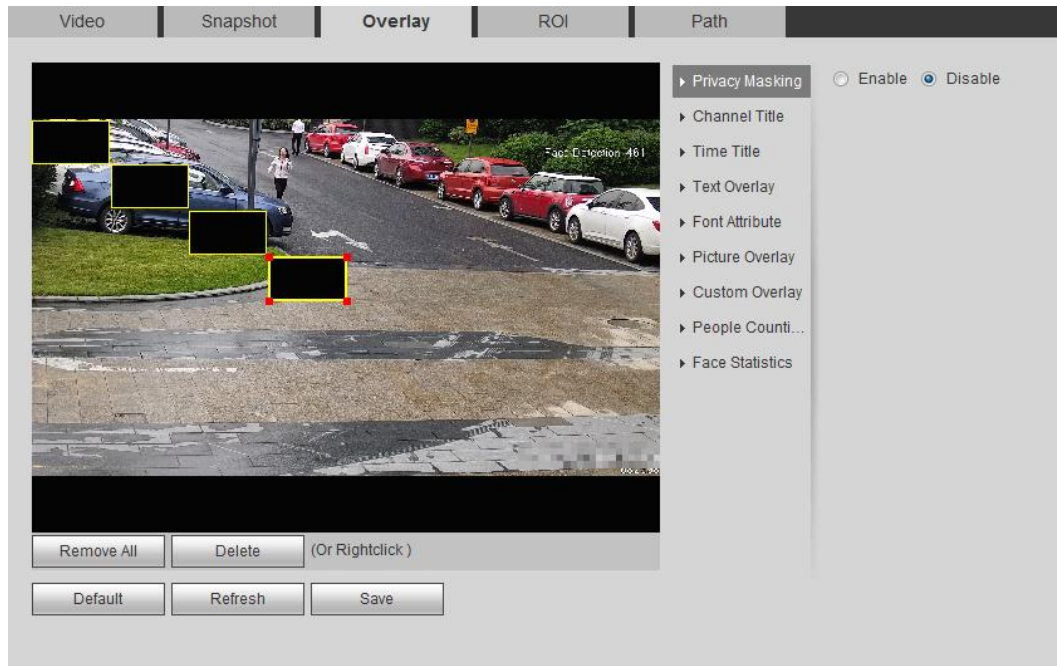 Video Snapshot Overlay ROI Path
Privacy Masking Enable Disable
Channel Title
Time Title
Face Detection 461
Text Overlay
Font Attribute
Picture Overlay
Custom Overlay
People Counti...
Face Statistics
Remove All Delete (Or Rightclick )
Default Refresh Save